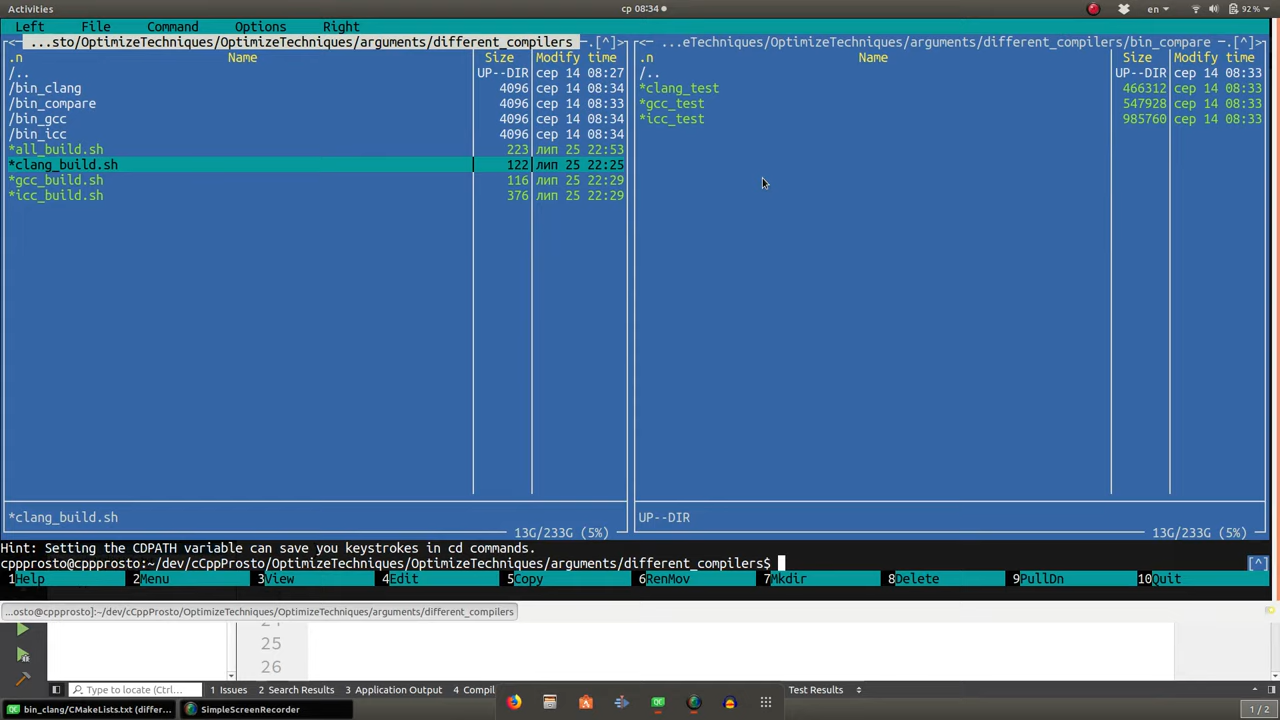 Activities
ср 08:34
en
92 %
Left File Command Options Right
<─ ...sto/OptimizeTechniques/OptimizeTechniques/arguments/different_compilers ─.[^]>
<─ ...eTechniques/OptimizeTechniques/arguments/different_compilers/bin_compare ─.[^]>
.n Name Size Modify time
.n Name Size Modify time
/.. UP--DIR сер 14 08:27
/.. UP--DIR сер 14 08:33
/bin_clang 4096 сер 14 08:34
*clang_test 466312 сер 14 08:33
/bin_compare 4096 сер 14 08:33
*gcc_test 547928 сер 14 08:33
/bin_gcc 4096 сер 14 08:34
*icc_test 985760 сер 14 08:33
/bin_icc 4096 сер 14 08:34
*all_build.sh 223 лип 25 22:53
*clang_build.sh 122 лип 25 22:25
*gcc_build.sh 116 лип 25 22:29
*icc_build.sh 376 лип 25 22:29
*clang_build.sh
UP--DIR
13G/233G (5%)
13G/233G (5%)
Hint: Setting the CDPATH variable can save you keystrokes in cd commands.
cppprosto@cppprosto:~/dev/cCppProsto/OptimizeTechniques/OptimizeTechniques/arguments/different_compilers$ [^]
1Help 2Menu 3View 4Edit 5Copy 6RenMov 7Mkdir 8Delete 9PullDn 10Quit
...osto@cppprosto]:~/dev/cCppProsto/OptimizeTechniques/OptimizeTechniques/arguments/different_compilers
25
26
Type to locate (Ctrl+... 1 Issues 2 Search Results 3 Application Output 4 Compil Test Results
bin_clang/CMakeLists.txt (differ...
SimpleScreenRecorder
1 / 2